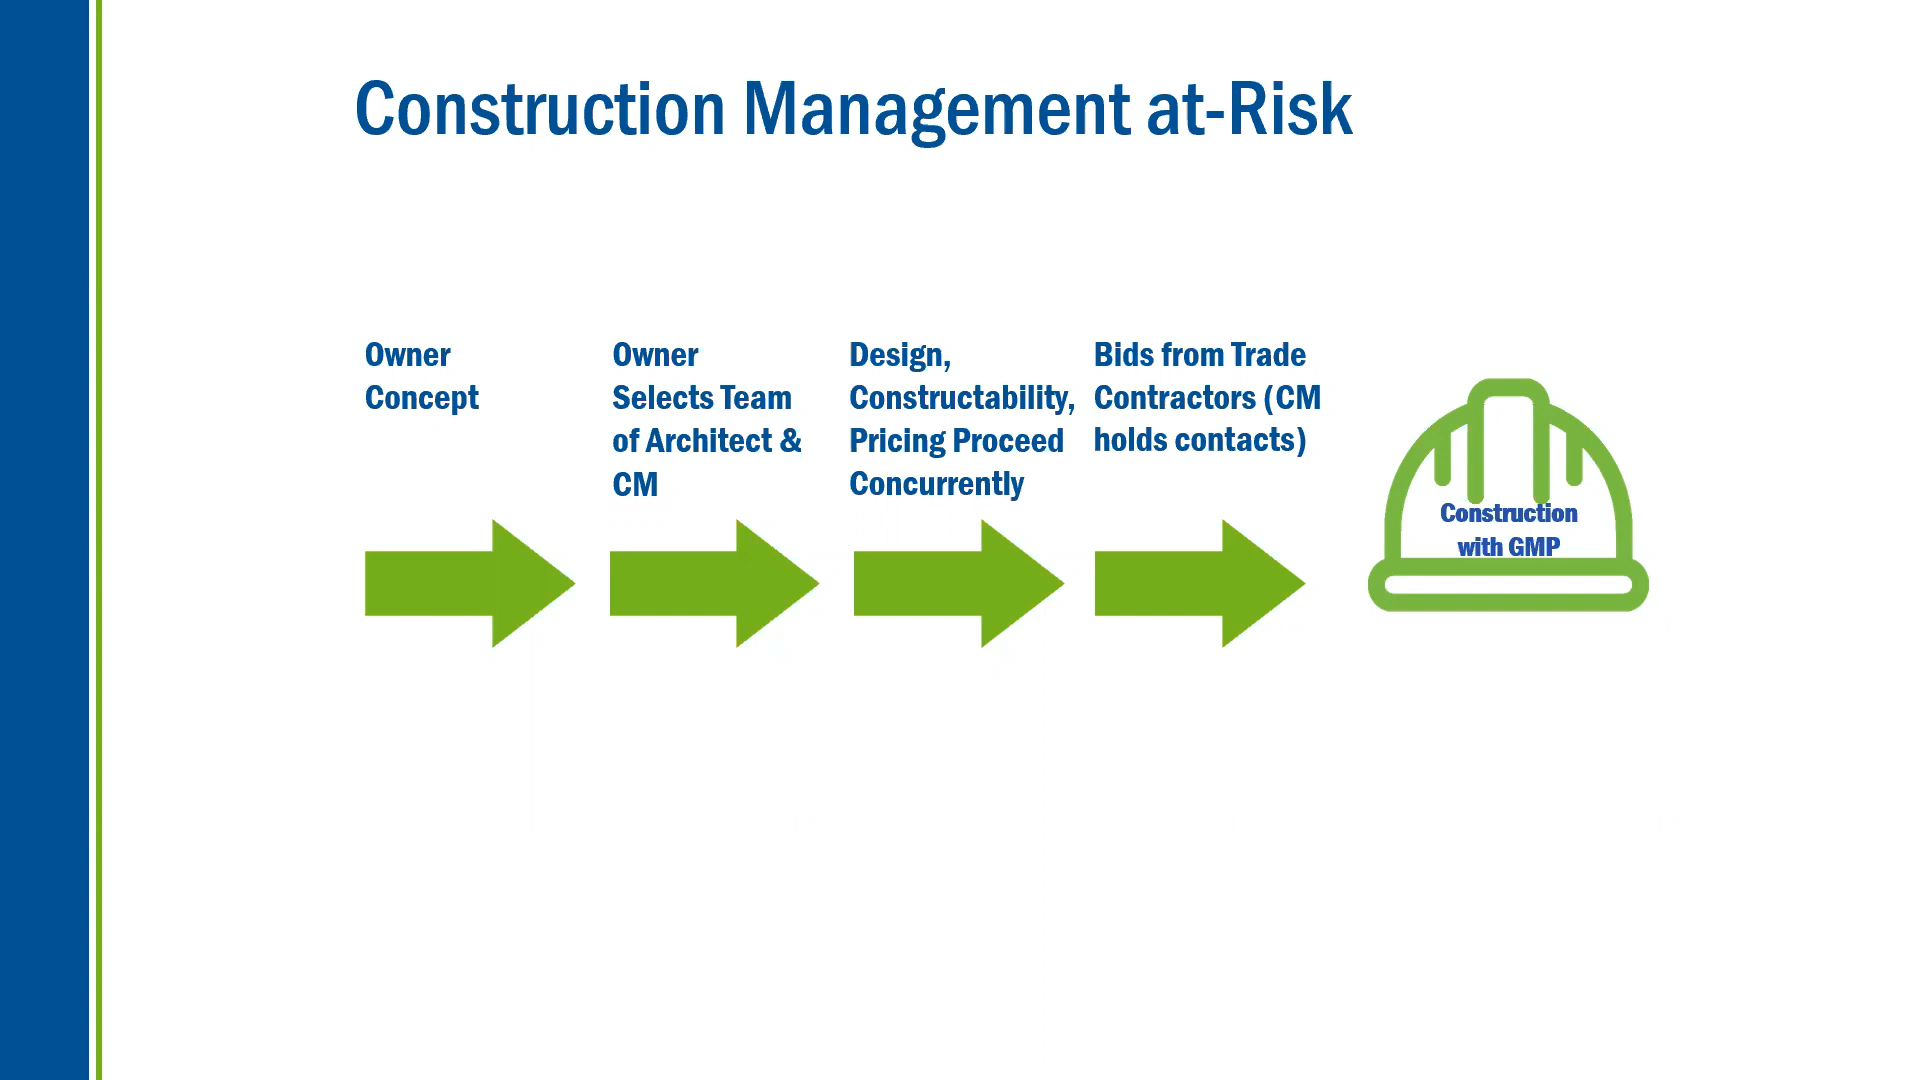 Construction Management at-Risk
Owner
Concept
Owner
Selects Team
of Architect &
CM
Design,
Constructability,
Pricing Proceed
Concurrently
Bids from Trade
Contractors (CM
holds contacts)
Construction
with GMP